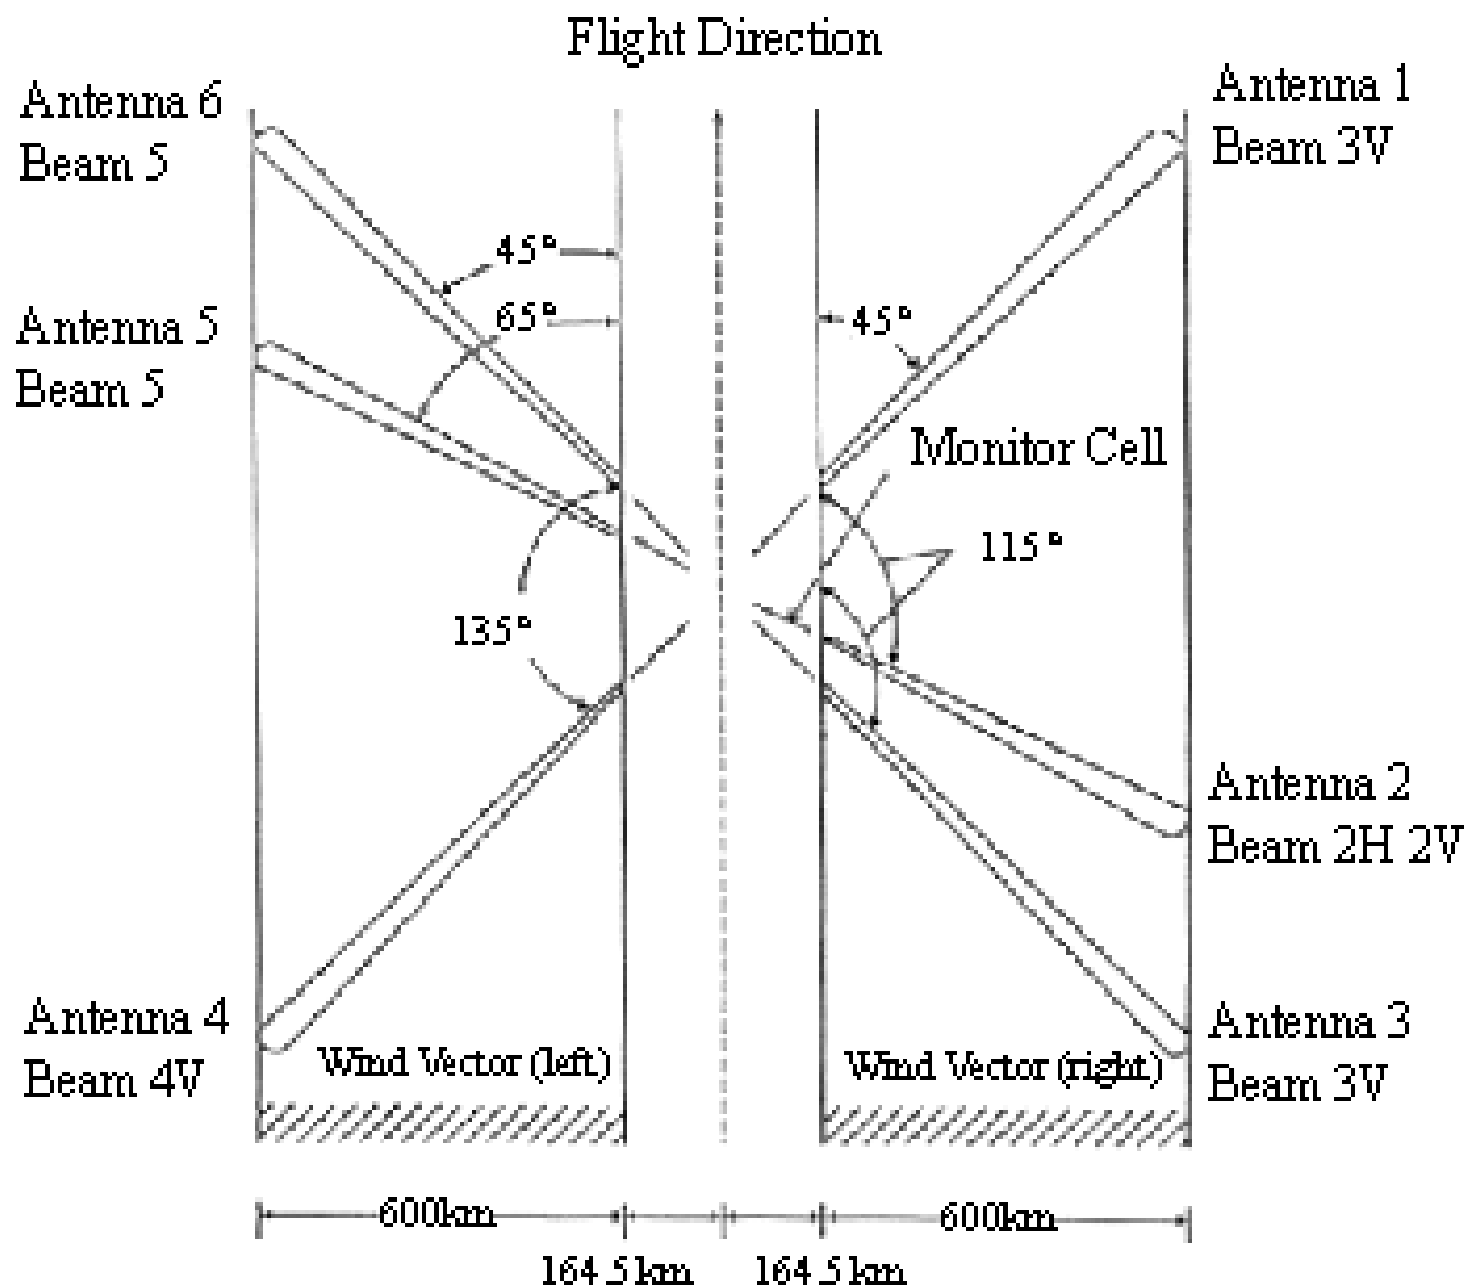 Flight Direction
Antenna 6
Beam 5
Antenna 1
Beam 3V
45°
65°
Antenna 5
Beam 5
45°
Monitor Cell
115°
135°
Antenna 2
Beam 2H 2V
Antenna 4
Beam 4V
Wind Vector (left)
Wind Vector (right)
Antenna 3
Beam 3V
600km
600km
164.5km
164.5km